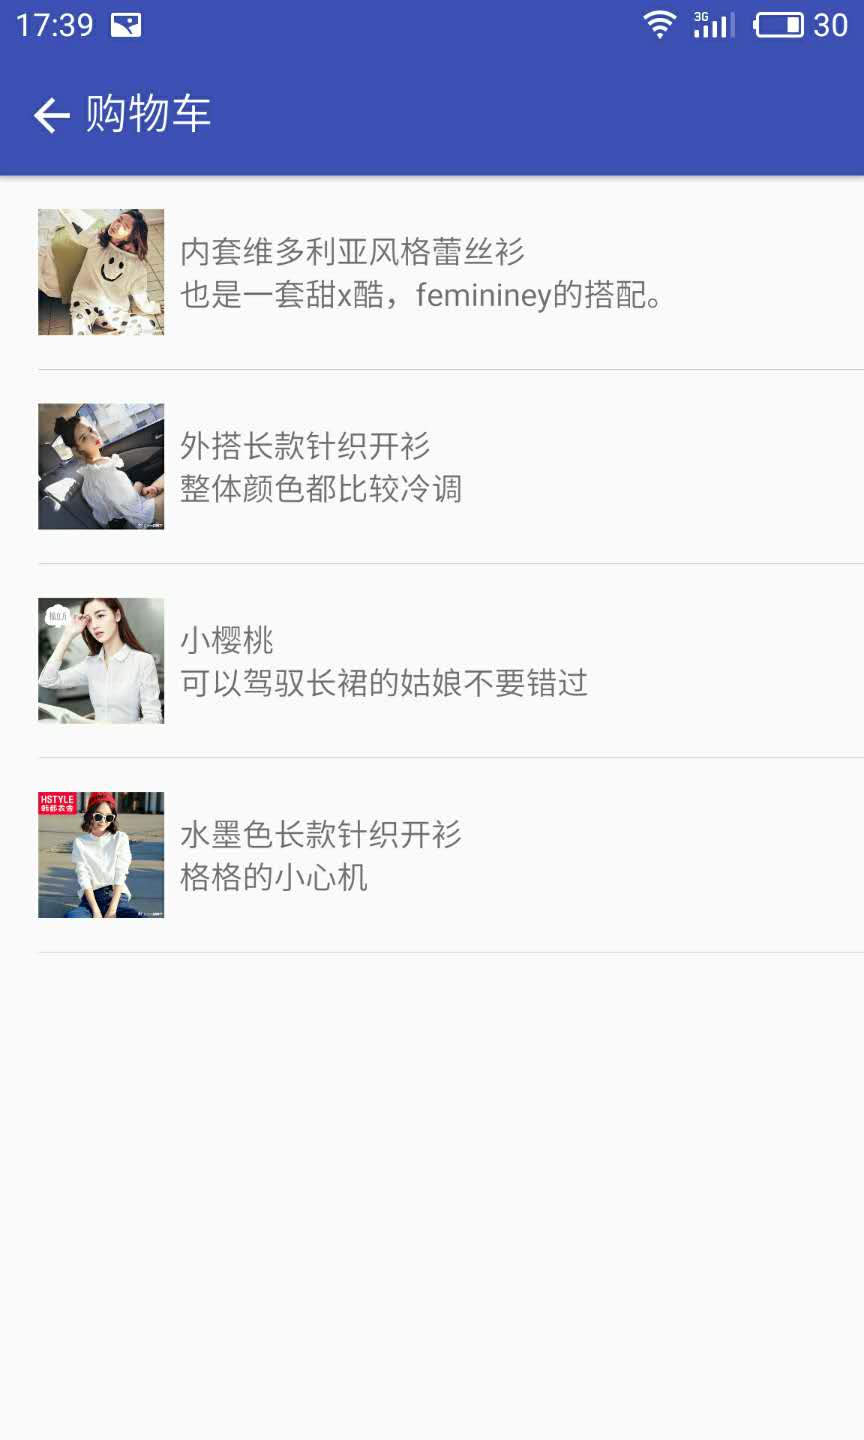 17:39
3G
30
购物车
内套维多利亚风格蕾丝衫
也是一套甜x酷，femininey的搭配。
外搭长款针织开衫
整体颜色都比较冷调
小樱桃
可以驾驭长裙的姑娘不要错过
HSTYLE
韩都衣舍
水墨色长款针织开衫
格格的小心机